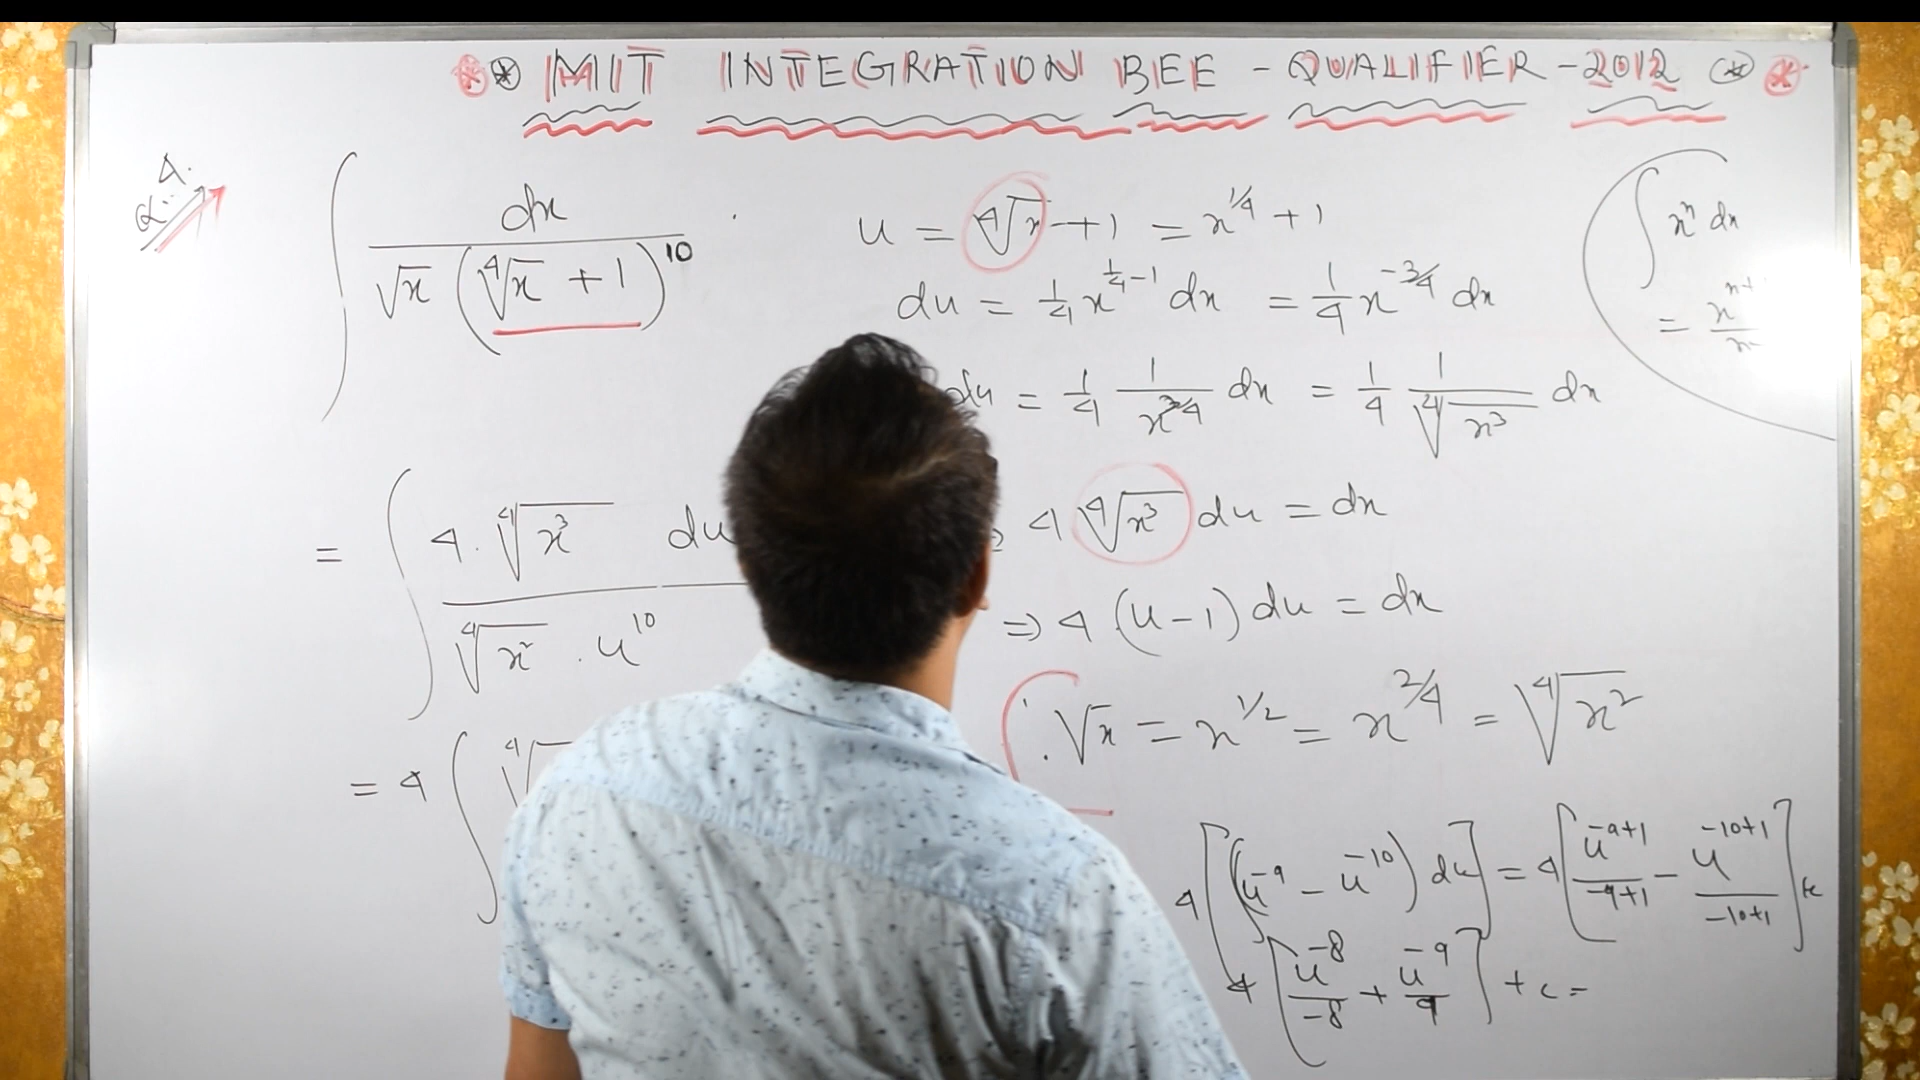 ⊛ ⊛ MIT INTEGRATION BEE - QUALIFIER - 2012 ⊛ ⊛
Q: 4.
∫ dx / (√x (∜x + 1)^10)
u = ∜x + 1 = x^(1/4) + 1
du = 1/4 x^(1/4 - 1) dx = 1/4 x^(-3/4) dx
du = 1/4 1/x^(3/4) dx = 1/4 1/∜(x^3) dx
∫ x^n dx
= x^(n+
= ∫ 4 . ∜(x^3) du / (∜(x^2) . u^10)
⇒ 4 ∜(x^3) du = dx
⇒ 4 (u-1) du = dx
∴ √x = x^(1/2) = x^(2/4) = ∜(x^2)
= 4 ∫ ∜
4 [∫ (u^-9 - u^-10) du] = 4 [u^(-9+1)/(-9+1) - u^(-10+1)/(-10+1)] +c
4 [u^-8/-8 + u^-9/9] + c =